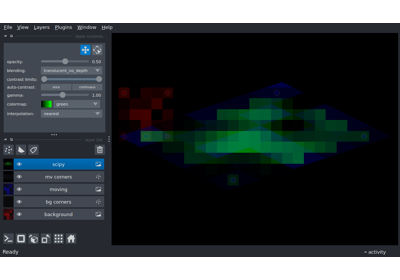 File View Layers Plugins Window Help
opacity: 0.50
blending: translucent_no_depth
contrast limits:
auto-contrast: once continuous
gamma: 1.00
colormap: green
interpolation: nearest
scipy
mv corners
moving
bg corners
background
Ready
activity